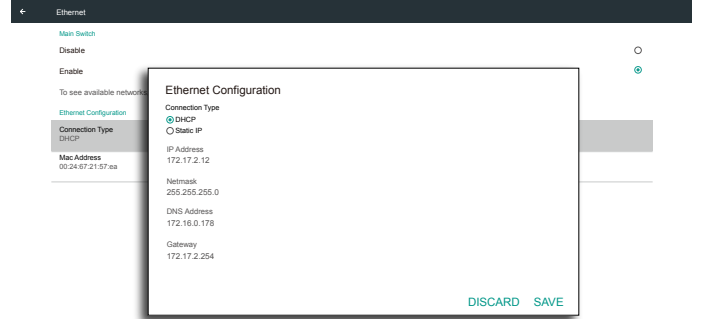 Ethernet
Main Switch
Disable
Enable
To see available networks
Ethernet Configuration
Connection Type
DHCP
Mac Address
00:24:67:21:57:ea
Ethernet Configuration
Connection Type
DHCP
Static IP
IP Address
172.17.2.12
Netmask
255.255.255.0
DNS Address
172.16.0.178
Gateway
172.17.2.254
DISCARD SAVE